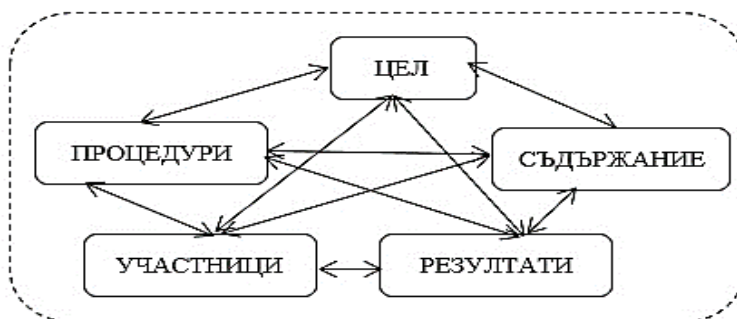 ЦЕЛ
ПРОЦЕДУРИ
СЪДЪРЖАНИЕ
УЧАСТНИЦИ
РЕЗУЛТАТИ